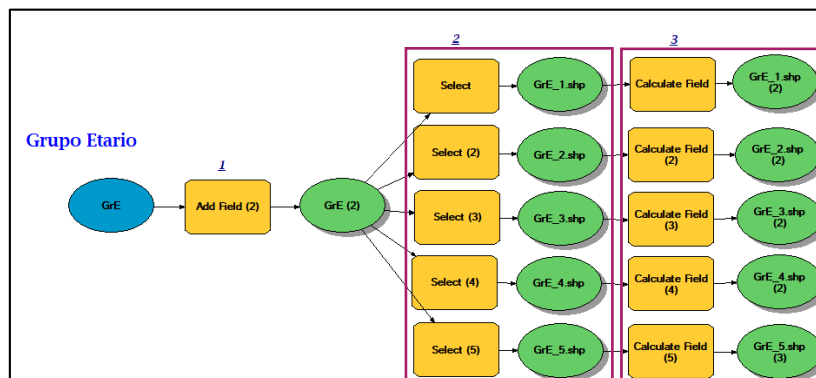 2
3
Select
GrE_1.shp
Calculate Field
GrE_1.shp
(2)
Grupo Etario
1
Select (2)
GrE_2.shp
Calculate Field
(2)
GrE_2.shp
(2)
GrE
Add Field (2)
GrE (2)
Select (3)
GrE_3.shp
Calculate Field
(3)
GrE_3.shp
(2)
Select (4)
GrE_4.shp
Calculate Field
(4)
GrE_4.shp
(2)
Select (5)
GrE_5.shp
Calculate Field
(5)
GrE_5.shp
(3)